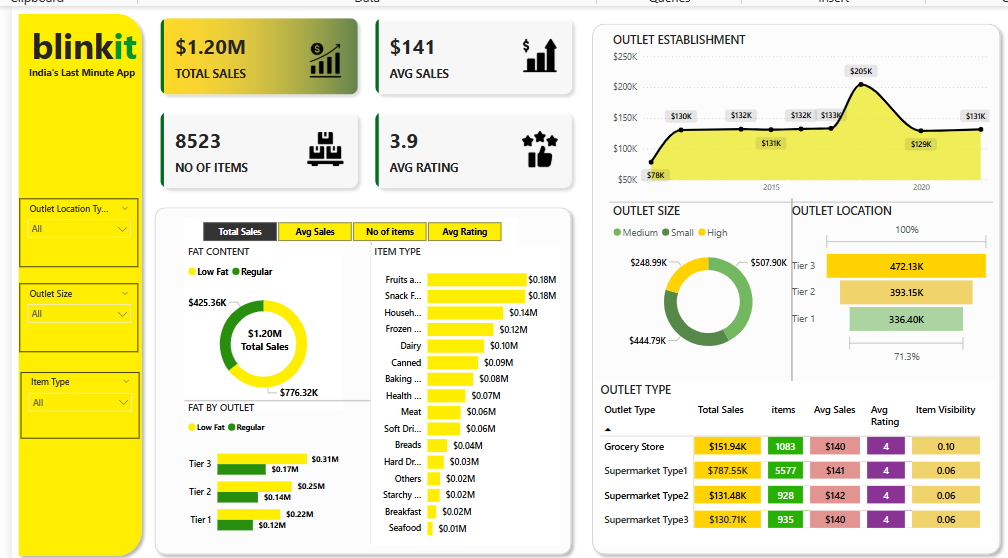 Clipboard
Data
Queries
Insert
blinkit
India's Last Minute App
Outlet Location Ty...
All
Outlet Size
All
Item Type
All
$1.20M
TOTAL SALES
$141
AVG SALES
8523
NO OF ITEMS
3.9
AVG RATING
Total Sales Avg Sales No of items Avg Rating
FAT CONTENT
Low Fat Regular
$425.36K
$1.20M
Total Sales
$776.32K
FAT BY OUTLET
Low Fat Regular
Tier 3 $0.31M
$0.17M
Tier 2 $0.25M
$0.14M
Tier 1 $0.22M
$0.12M
ITEM TYPE
Fruits a... $0.18M
Snack F... $0.18M
Househ... $0.14M
Frozen ... $0.12M
Dairy $0.10M
Canned $0.09M
Baking ... $0.08M
Health ... $0.07M
Meat $0.06M
Soft Dri... $0.06M
Breads $0.04M
Hard Dr... $0.03M
Others $0.02M
Starchy ... $0.02M
Breakfast $0.02M
Seafood $0.01M
OUTLET ESTABLISHMENT
$250K
$200K
$150K
$100K
$50K
$78K
$130K
$132K
$131K
$132K
$133K
$205K
$129K
$131K
2015 2020
OUTLET SIZE
Medium Small High
$248.99K
$507.90K
$444.79K
OUTLET LOCATION
100%
Tier 3 472.13K
Tier 2 393.15K
Tier 1 336.40K
71.3%
OUTLET TYPE
Outlet Type Total Sales items Avg Sales Avg Rating Item Visibility
Grocery Store $151.94K 1083 $140 4 0.10
Supermarket Type1 $787.55K 5577 $141 4 0.06
Supermarket Type2 $131.48K 928 $142 4 0.06
Supermarket Type3 $130.71K 935 $140 4 0.06